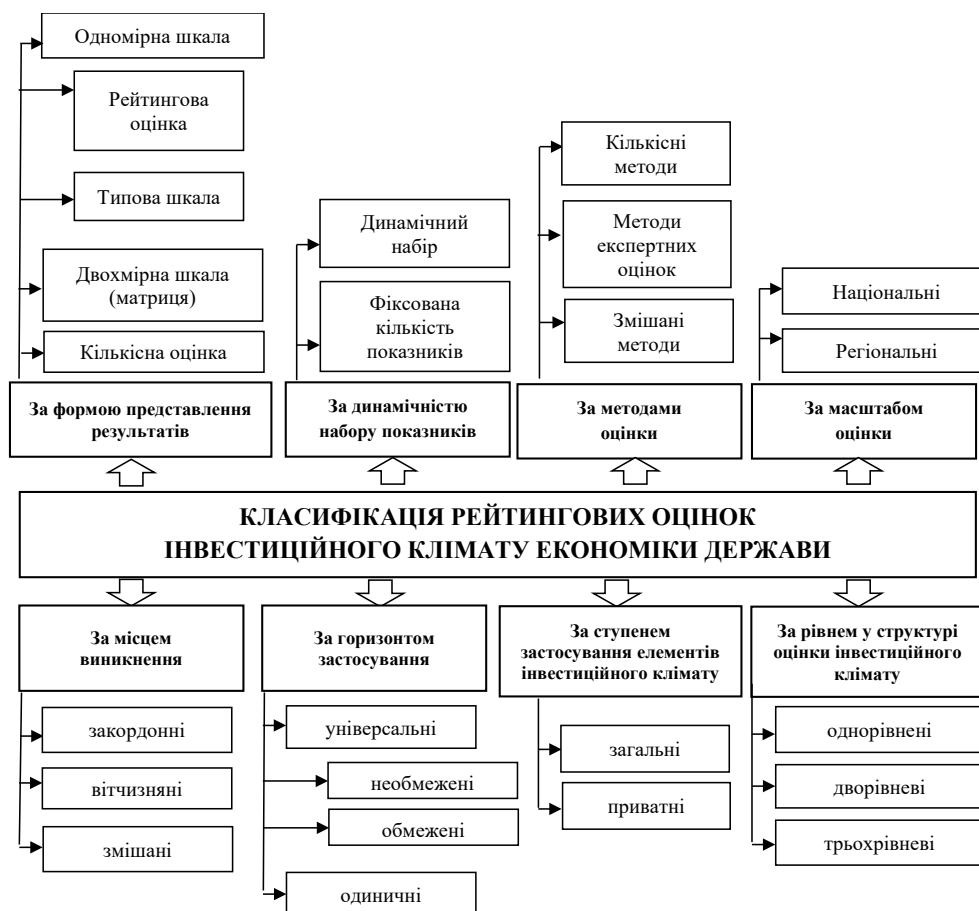 Одномірна шкала
Рейтингова
оцінка
Типова шкала
Двохмірна шкала
(матриця)
Кількісна оцінка
За формою представлення
результатів
Динамічний
набір
Фіксована
кількість
показників
За динамічністю
набору показників
Кількісні
методи
Методи
експертних
оцінок
Змішані
методи
За методами
оцінки
Національні
Регіональні
За масштабом
оцінки
КЛАСИФІКАЦІЯ РЕЙТИНГОВИХ ОЦІНОК
ІНВЕСТИЦІЙНОГО КЛІМАТУ ЕКОНОМІКИ ДЕРЖАВИ
За місцем
виникнення
закордонні
вітчизняні
змішані
За горизонтом
застосування
універсальні
необмежені
обмежені
одиничні
За ступенем
застосування елементів
інвестиційного клімату
загальні
приватні
За рівнем у структурі
оцінки інвестиційного
клімату
однорівнені
дворівневі
трьохрівневі